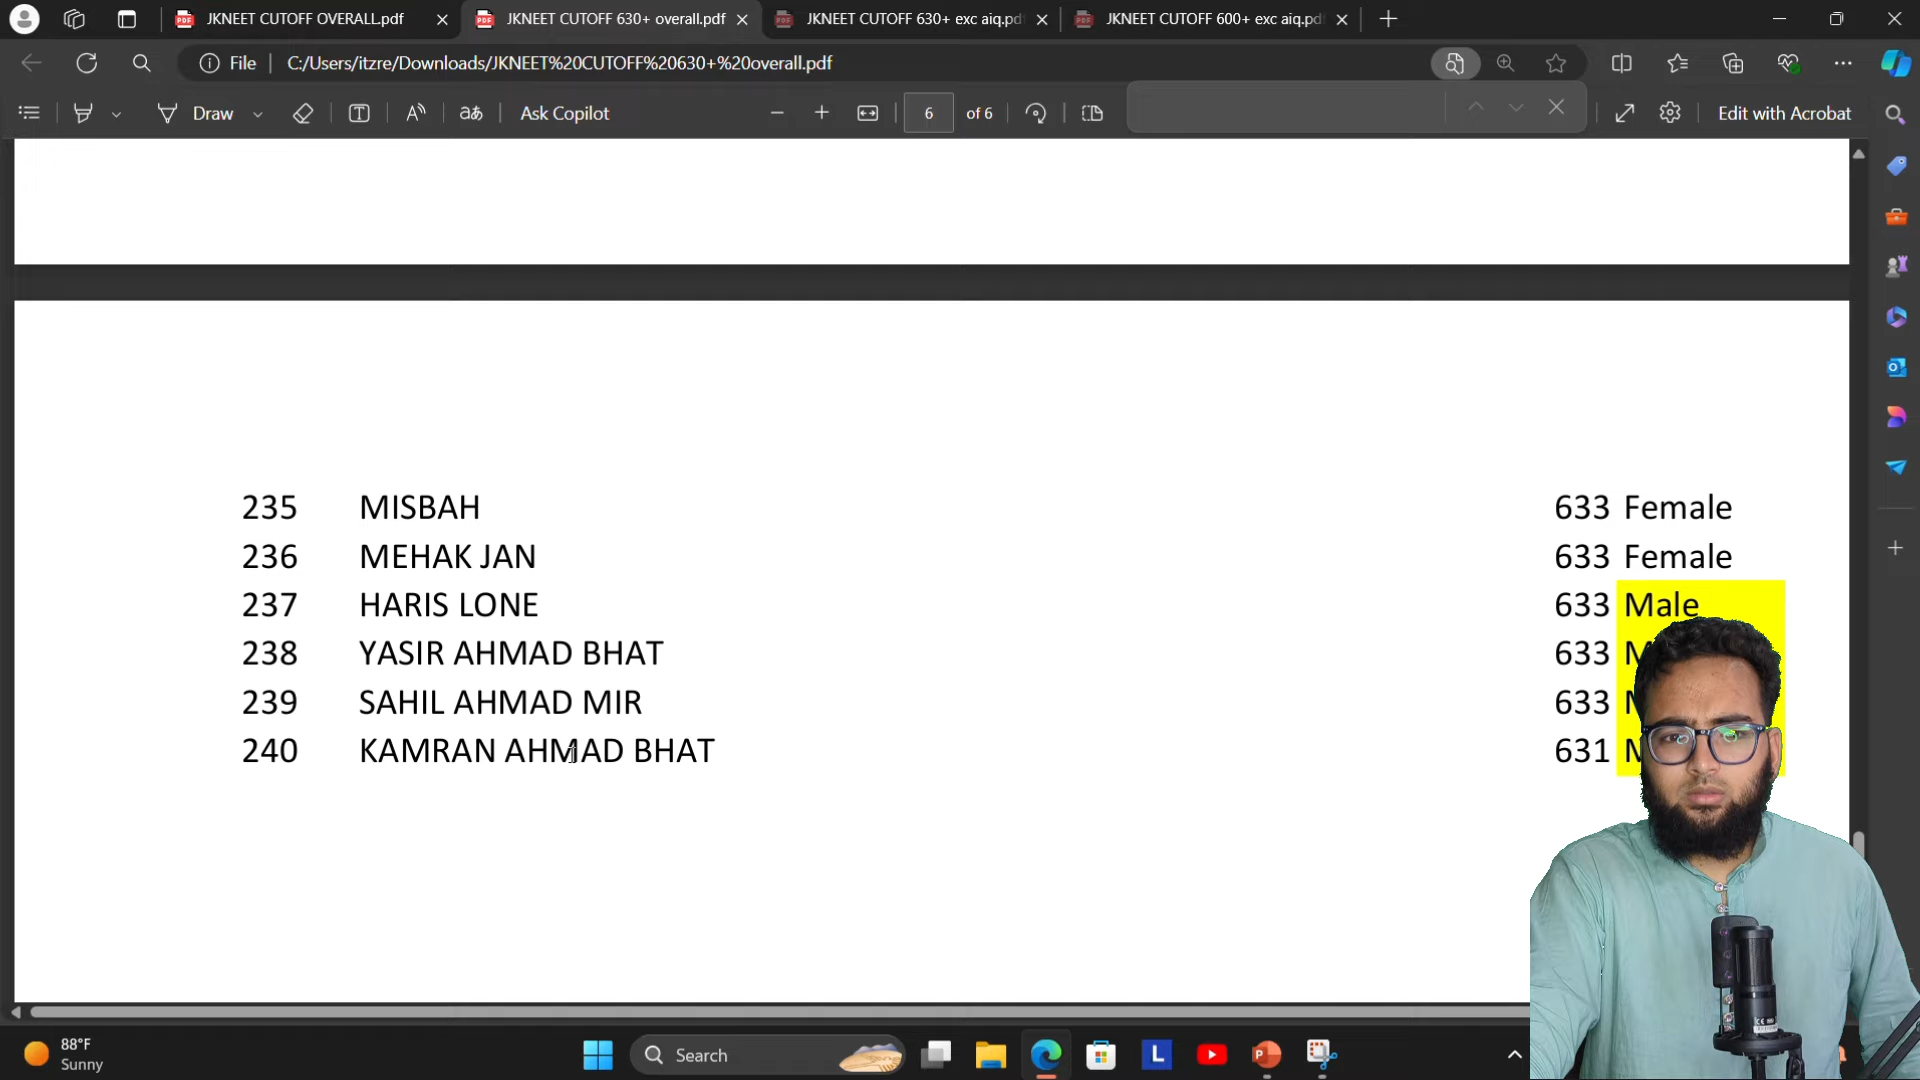 JKNEET CUTOFF OVERALL.pdf
JKNEET CUTOFF 630+ overall.pdf
JKNEET CUTOFF 630+ exc aiq.pdf
JKNEET CUTOFF 600+ exc aiq.pdf
File
C:/Users/itzre/Downloads/JKNEET%20CUTOFF%20630+%20overall.pdf
Draw
Ask Copilot
6 of 6
Edit with Acrobat
235 MISBAH 633 Female
236 MEHAK JAN 633 Female
237 HARIS LONE 633 Male
238 YASIR AHMAD BHAT 633
239 SAHIL AHMAD MIR 633
240 KAMRAN AHMAD BHAT 631
88°F
Sunny
Search